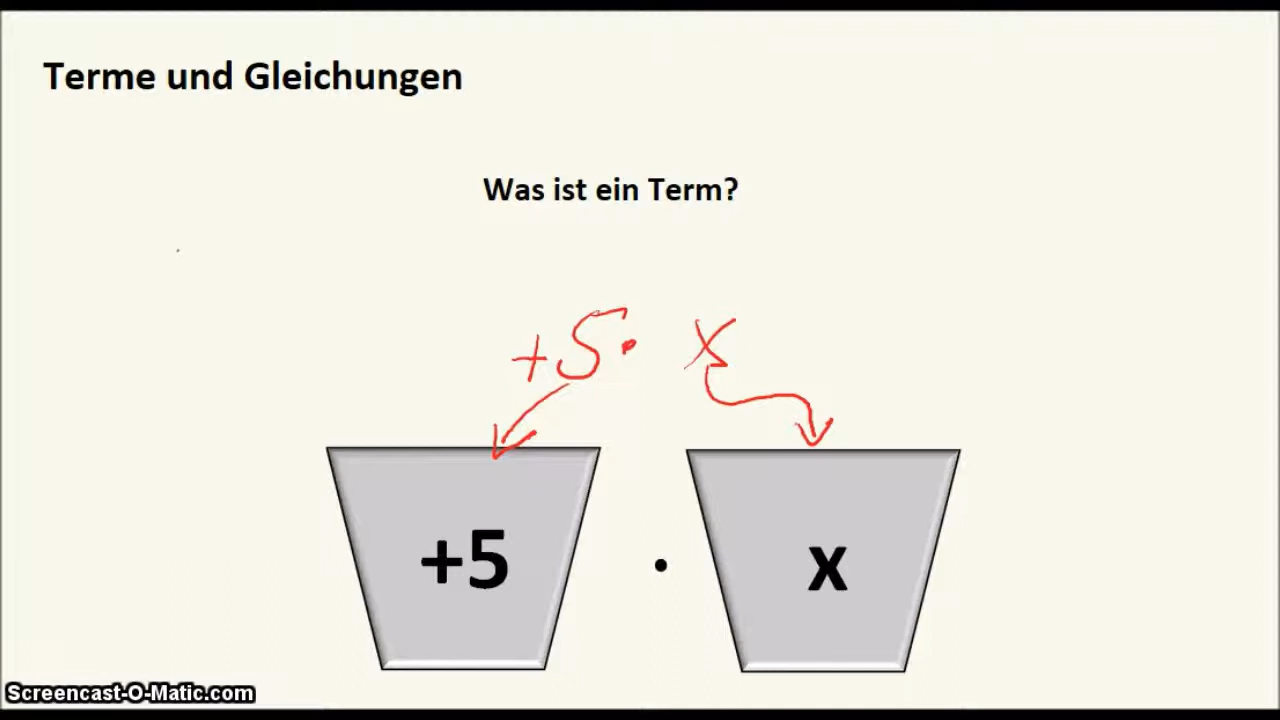 Terme und Gleichungen
Was ist ein Term?
+5· x
+5 · x
Screencast-O-Matic.com